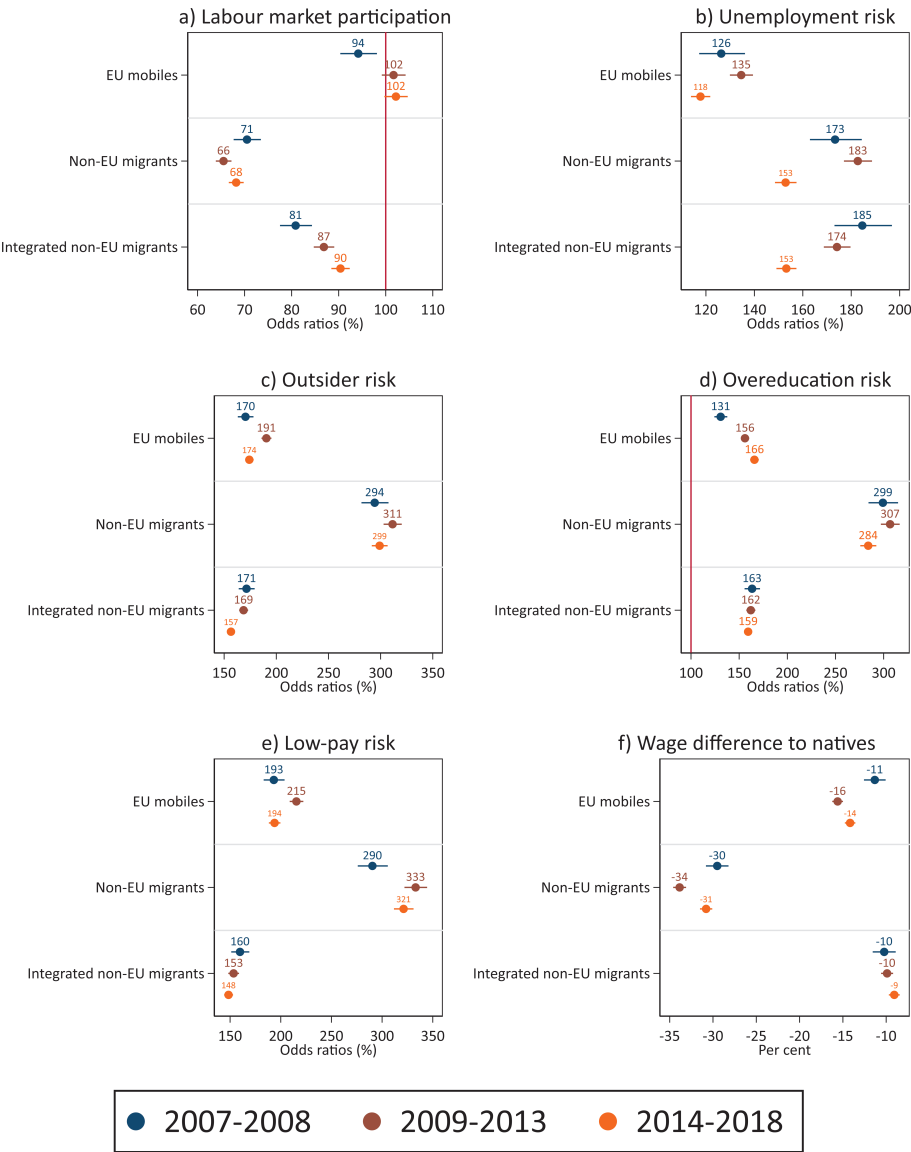 a) Labour market participation
94
EU mobiles
102
102
71
Non-EU migrants
66
68
81
Integrated non-EU migrants
87
90
60 70 80 90 100 110
Odds ratios (%)
b) Unemployment risk
126
EU mobiles
135
118
173
Non-EU migrants
183
153
185
Integrated non-EU migrants
174
153
120 140 160 180 200
Odds ratios (%)
c) Outsider risk
170
EU mobiles
191
174
294
Non-EU migrants
311
299
171
Integrated non-EU migrants
169
157
150 200 250 300 350
Odds ratios (%)
d) Overeducation risk
131
EU mobiles
156
166
299
Non-EU migrants
307
284
163
Integrated non-EU migrants
162
159
100 150 200 250 300
Odds ratios (%)
e) Low-pay risk
193
EU mobiles
215
194
290
Non-EU migrants
333
321
160
Integrated non-EU migrants
153
148
150 200 250 300 350
Odds ratios (%)
f) Wage difference to natives
-11
EU mobiles
-16
-14
-30
Non-EU migrants
-34
-31
-10
Integrated non-EU migrants
-10
-9
-35 -30 -25 -20 -15 -10
Per cent
2007-2008 2009-2013 2014-2018